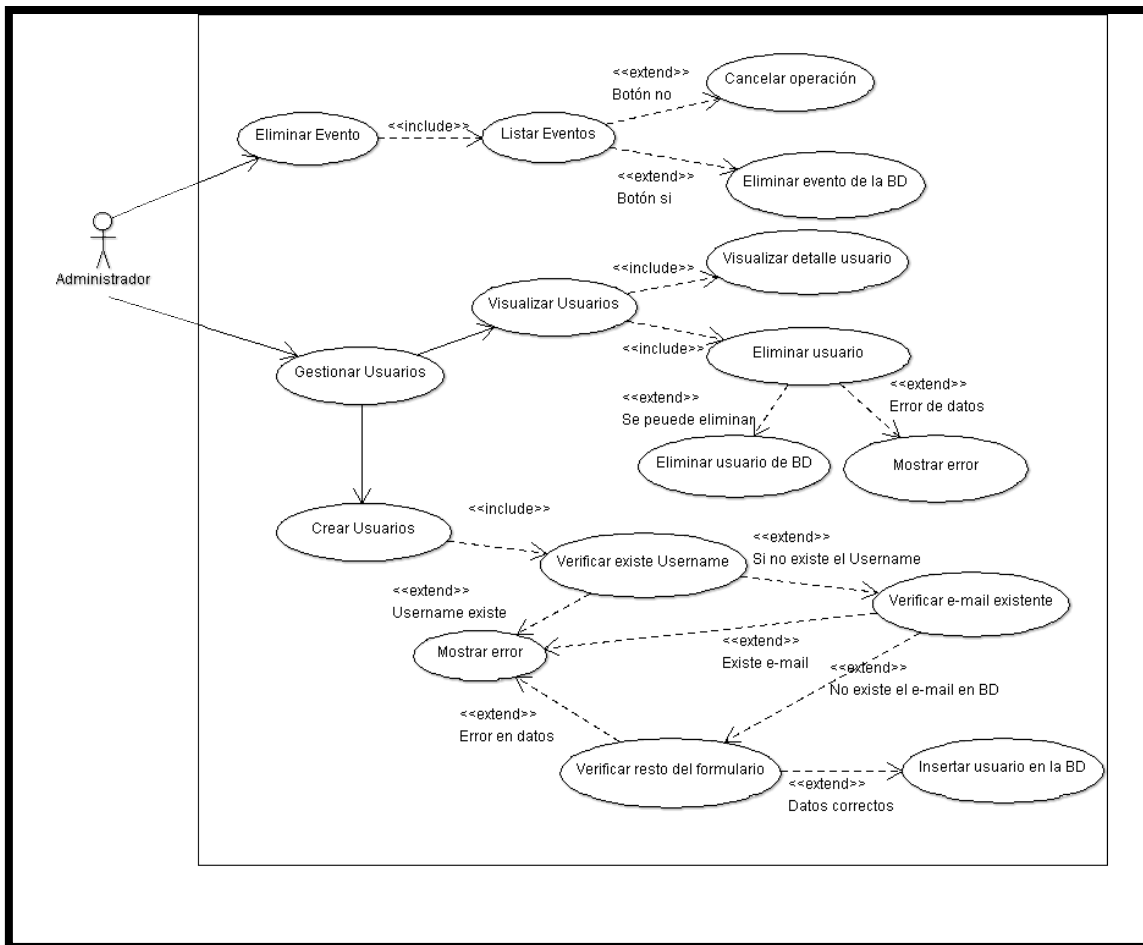 <<extend>>
Botón no
Cancelar operación
Eliminar Evento
<<include>>
Listar Eventos
<<extend>>
Botón si
Eliminar evento de la BD
Administrador
Visualizar Usuarios
<<include>>
Visualizar detalle usuario
<<include>>
Eliminar usuario
Gestionar Usuarios
<<extend>>
Se peuede eliminar
<<extend>>
Error de datos
Eliminar usuario de BD
Mostrar error
Crear Usuarios
<<include>>
Verificar existe Username
<<extend>>
Si no existe el Username
Verificar e-mail existente
<<extend>>
Username existe
Mostrar error
<<extend>>
Existe e-mail
<<extend>>
No existe el e-mail en BD
<<extend>>
Error en datos
Verificar resto del formulario
<<extend>>
Datos correctos
Insertar usuario en la BD